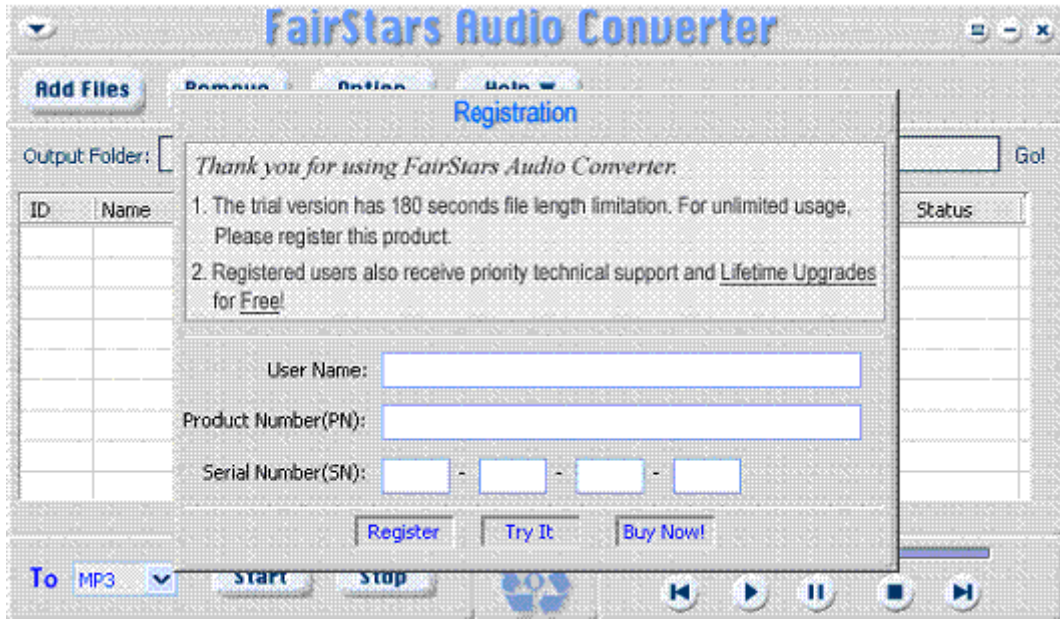 FairStars Audio Converter
Add Files Remove Option Help
Registration
Output Folder: Go!
Thank you for using FairStars Audio Converter.
1. The trial version has 180 seconds file length limitation. For unlimited usage,
Please register this product.
2. Registered users also receive priority technical support and Lifetime Upgrades
for Free!
ID Name Status
User Name:
Product Number(PN):
Serial Number(SN): - - -
Register Try It Buy Now!
To MP3 Start Stop